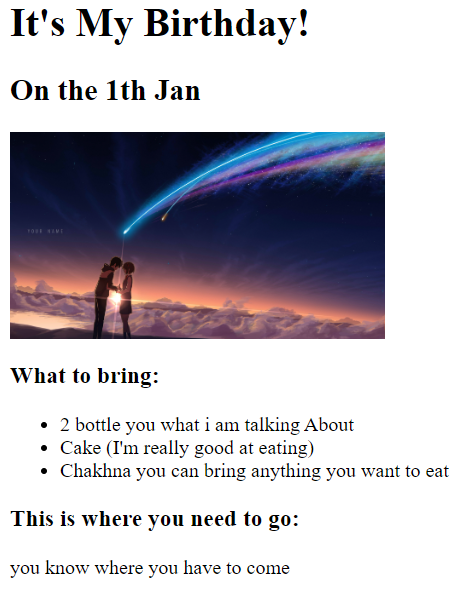 It's My Birthday!
On the 1th Jan
YOUR NAME
What to bring:
2 bottle you what i am talking About
Cake (I'm really good at eating)
Chakhna you can bring anything you want to eat
This is where you need to go:
you know where you have to come